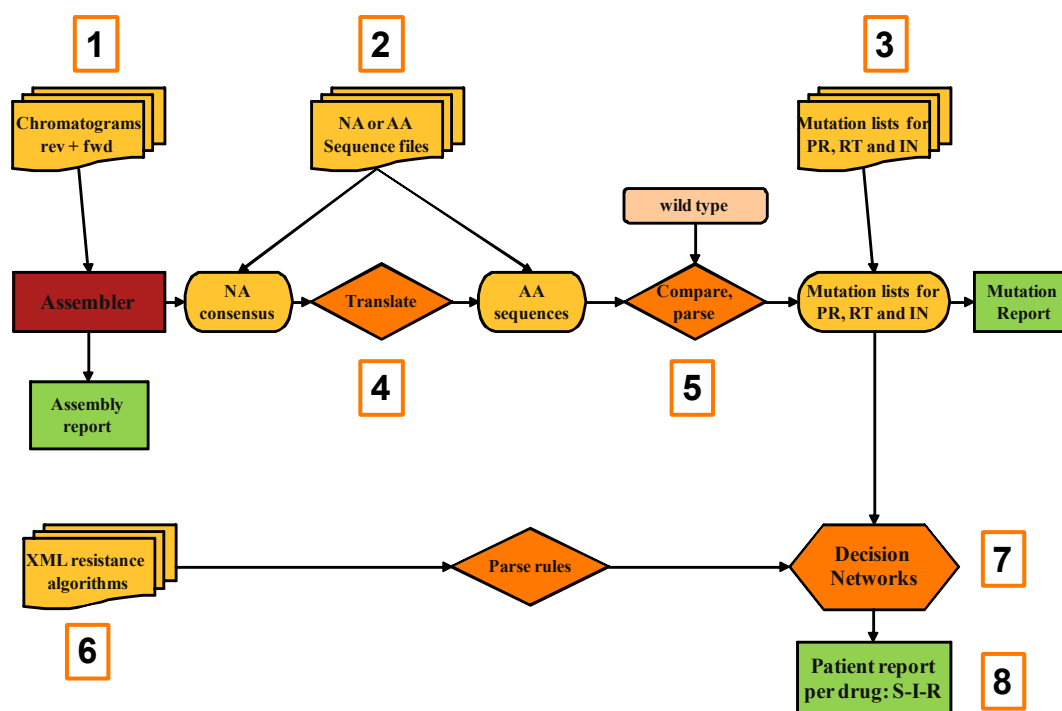 1
2
3
Chromatograms
rev + fwd
NA or AA
Sequence files
Mutation lists for
PR, RT and IN
wild type
Assembler
NA
consensus
Translate
AA
sequences
Compare,
parse
Mutation lists for
PR, RT and IN
Mutation
Report
4
5
Assembly
report
XML resistance
algorithms
Parse rules
Decision
Networks
7
6
Patient report
per drug: S-I-R
8